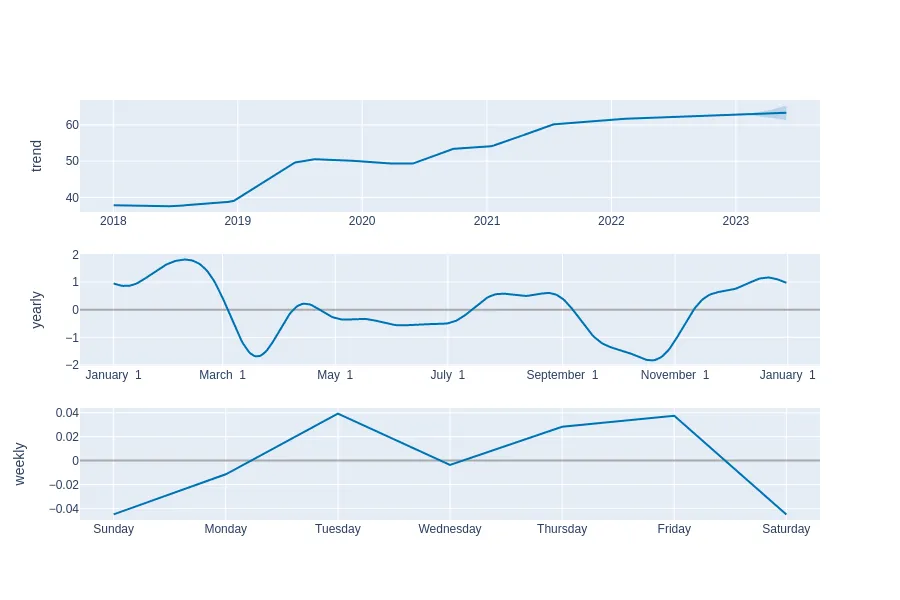 trend
60
50
40
2018 2019 2020 2021 2022 2023
yearly
2
1
0
−1
−2
January 1 March 1 May 1 July 1 September 1 November 1 January 1
weekly
0.04
0.02
0
−0.02
−0.04
Sunday Monday Tuesday Wednesday Thursday Friday Saturday